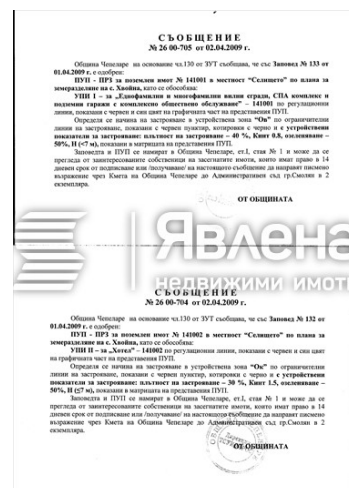 СЪОБЩЕНИЕ
№ 26 00-705 от 02.04.2009 г.
Община Чепеларе на основание чл.130 от ЗУТ съобщава, че със Заповед № 133 от
01.04.2009 г. е одобрен:
ПУП - ПРЗ за поземлен имот № 141001 в местност "Селището" по плана за
земеразделяне на с. Хвойна, като се обособява:
УПИ I – за „Еднофамилни и многофамилни вилни сгради, СПА комплекс и
подземни гаражи с комплексно обществено обслужване" – 141001 по регулационни
линии, показани с червен и син цвят на графичната част на представения ПУП.
Определя се начина на застрояване в устройствена зона "Ов" по ограничителни
линии на застрояване, показани с червен пунктир, котировки с черно и с устройствени
показатели за застрояване: плътност на застрояване – 40 %, Кинт 0.8, озеленяване –
50%, Н (<7 м), показани в матрицата на представения ПУП.
Заповедта и ПУП се намират в Община Чепеларе, ет.I, стая № 1 и може да се
прегледа от заинтересованите собственици на засегнатите имоти, които имат право в 14
дневен срок от подписване или /получаване/ на настоящото съобщение да направят писмено
възражение чрез Кмета на Община Чепеларе до Административен съд гр.Смолян в 2
екземпляра.
ОТ ОБЩИНАТА
Явлена
недвижими имоти
СЪОБЩЕНИЕ
№ 26 00-704 от 02.04.2009 г.
Община Чепеларе на основание чл.130 от ЗУТ съобщава, че със Заповед № 132 от
01.04.2009 г. е одобрен:
ПУП - ПРЗ за поземлен имот № 141002 в местност "Селището" по плана за
земеразделяне на с. Хвойна, като се обособява:
УПИ II – за „Хотел" – 141002 по регулационни линии, показани с червен и син цвят
на графичната част на представения ПУП.
Определя се начина на застрояване в устройствена зона "Ок" по ограничителни
линии на застрояване, показани с червен пунктир, котировки с черно и с устройствени
показатели за застрояване: плътност на застрояване – 30 %, Кинт 1.5, озеленяване –
50%, Н (≤7 м), показани в матрицата на представения ПУП.
Заповедта и ПУП се намират в Община Чепеларе, ет.I, стая № 1 и може да се
прегледа от заинтересованите собственици на засегнатите имоти, които имат право в 14
дневен срок от подписване или /получаване/ на настоящото съобщение да направят писмено
възражение чрез Кмета на Община Чепеларе до Административен съд гр.Смолян в 2
екземпляра.
ОТ ОБЩИНАТА